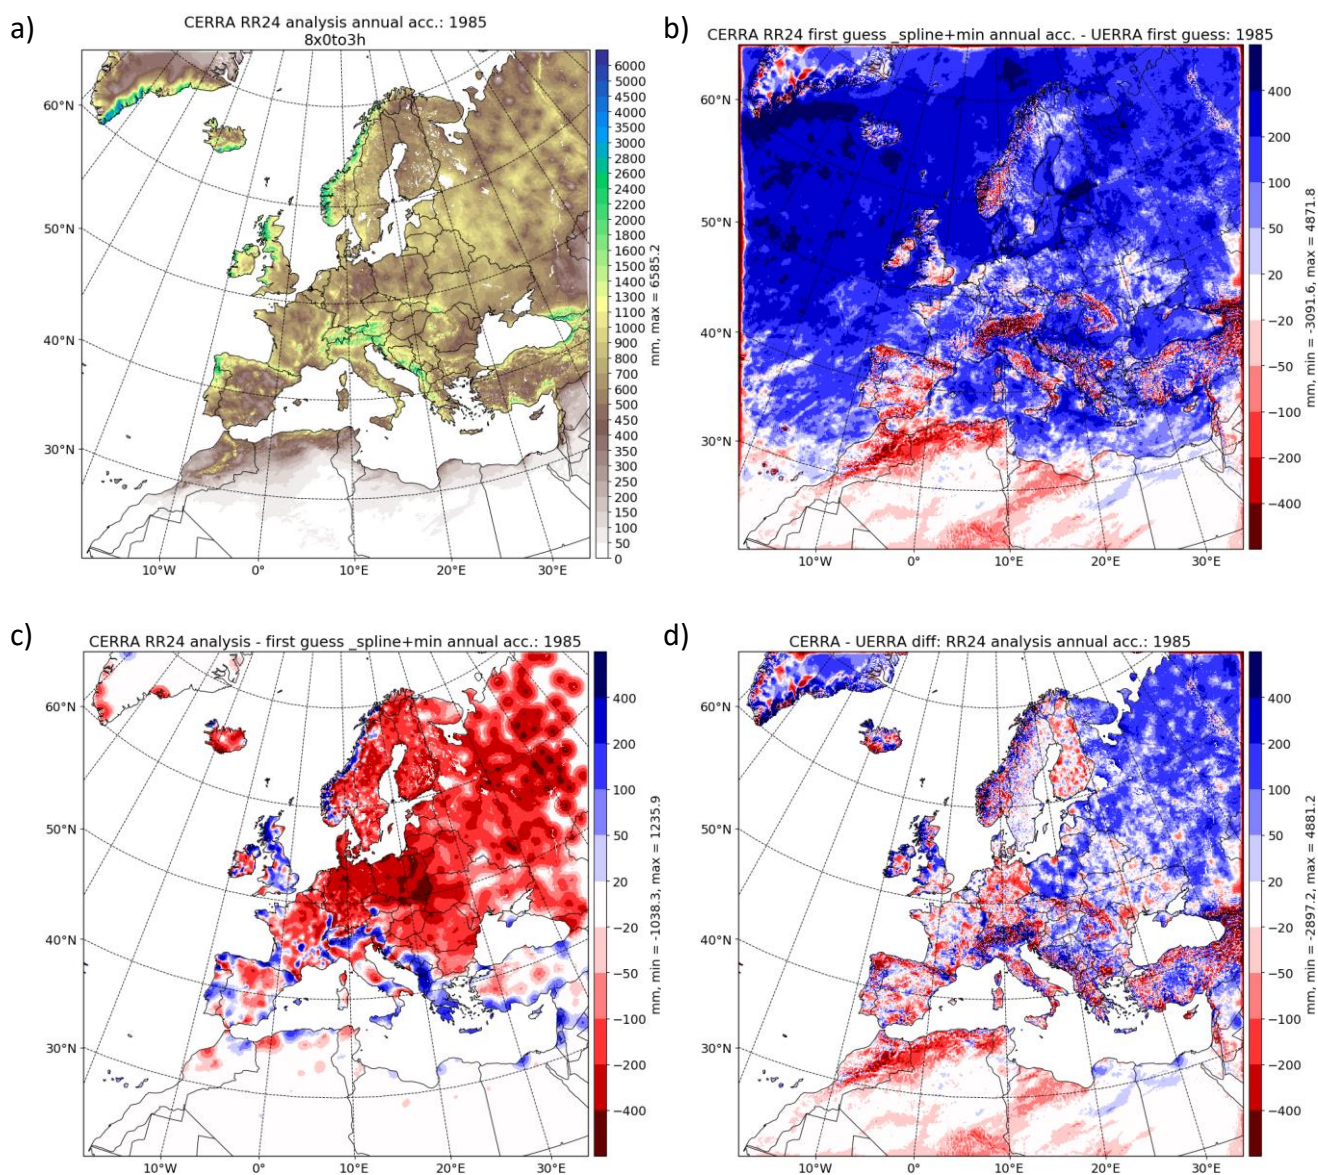 a)
CERRA RR24 analysis annual acc.: 1985
8x0to3h
60°N
50°N
40°N
30°N
10°W
0°
10°E
20°E
30°E
6000
5000
4000
3500
3000
2600
2400
2200
2000
1800
1600
1400
1300
1100
1000
900
800
700
600
500
450
400
350
300
250
200
150
100
50
0
mm, max = 6585.2
b)
CERRA RR24 first guess _spline+min annual acc. - UERRA first guess: 1985
60°N
50°N
40°N
30°N
10°W
0°
10°E
20°E
30°E
400
200
100
50
20
−20
−50
−100
−200
−400
mm, min = -3091.6, max = 4871.8
c)
CERRA RR24 analysis - first guess _spline+min annual acc.: 1985
60°N
50°N
40°N
30°N
10°W
0°
10°E
20°E
30°E
400
200
100
50
20
−20
−50
−100
−200
−400
mm, min = -1038.3, max = 1235.9
d)
CERRA - UERRA diff: RR24 analysis annual acc.: 1985
60°N
50°N
40°N
30°N
10°W
0°
10°E
20°E
30°E
400
200
100
50
20
−20
−50
−100
−200
−400
mm, min = -2897.2, max = 4881.2